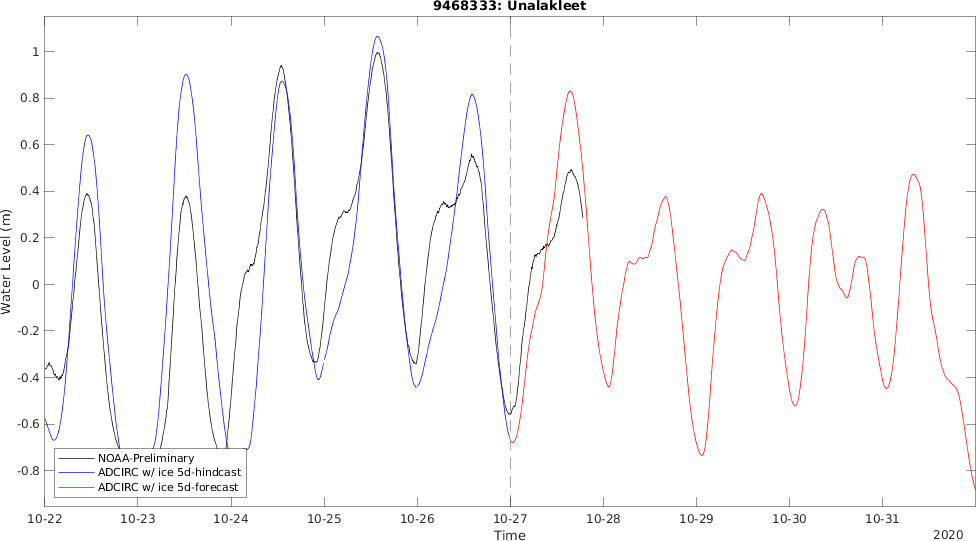 9468333: Unalakleet
Water Level (m)
1
0.8
0.6
0.4
0.2
0
-0.2
-0.4
-0.6
-0.8
NOAA-Preliminary
ADCIRC w/ ice 5d-hindcast
ADCIRC w/ ice 5d-forecast
10-22 10-23 10-24 10-25 10-26 10-27 10-28 10-29 10-30 10-31
Time
2020